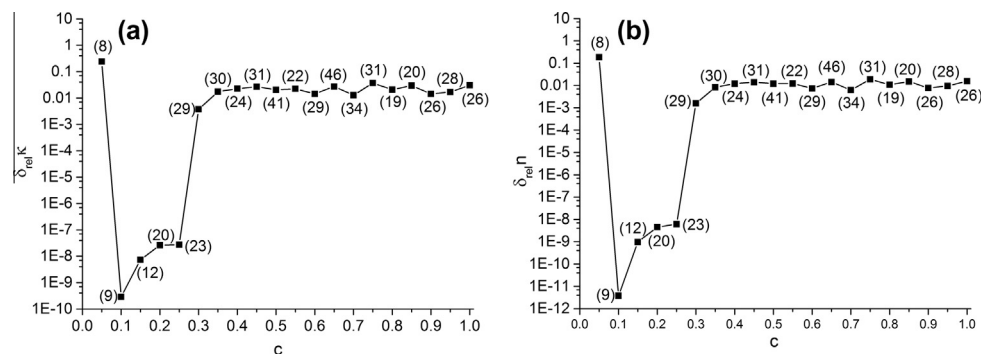 (a)
10
1
0.1
0.01
1E-3
1E-4
1E-5
1E-6
1E-7
1E-8
1E-9
1E-10
δrelκ
(8)
(9)
(12)
(20)
(23)
(29)
(30)
(24)
(31)
(41)
(22)
(29)
(46)
(34)
(31)
(19)
(20)
(26)
(28)
(26)
0.0 0.1 0.2 0.3 0.4 0.5 0.6 0.7 0.8 0.9 1.0
c
(b)
10
1
0.1
0.01
1E-3
1E-4
1E-5
1E-6
1E-7
1E-8
1E-9
1E-10
1E-11
1E-12
δreln
(8)
(9)
(12)
(20)
(23)
(29)
(30)
(24)
(31)
(41)
(22)
(29)
(46)
(34)
(31)
(19)
(20)
(26)
(28)
(26)
0.0 0.1 0.2 0.3 0.4 0.5 0.6 0.7 0.8 0.9 1.0
c